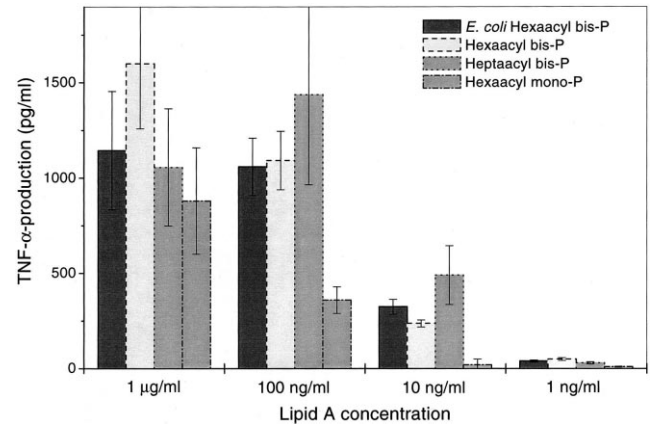 E. coli Hexaacyl bis-P
Hexaacyl bis-P
Heptaacyl bis-P
Hexaacyl mono-P
TNF-α-production (pg/ml)
1500
1000
500
0
1 μg/ml
100 ng/ml
10 ng/ml
1 ng/ml
Lipid A concentration